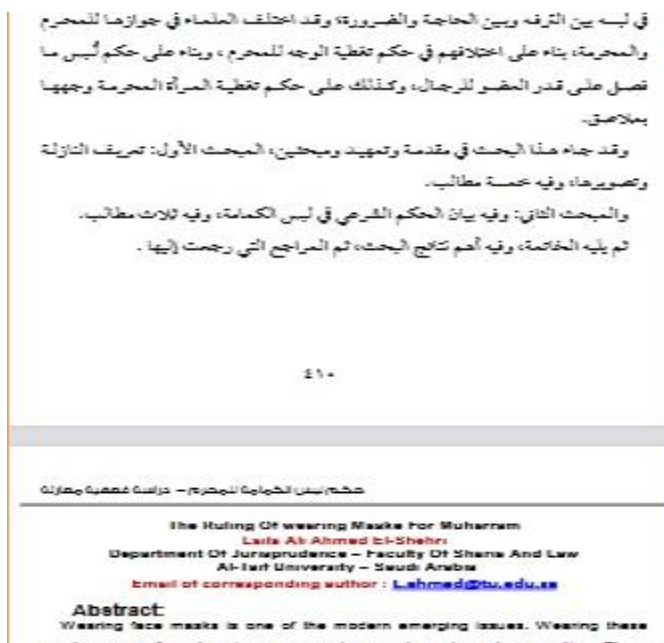 في لبسه بين الترفه وبين الحاجة والضرورة؛ وقد اختلف العلماء في جوازها للمحرم
والمحرمة، بناء على اختلافهم في حكم تغطية الوجه للمحرم ، وبناء على حكم لُبس ما
فصل على قدر العضو للرجال، وكذلك على حكم تغطية المرأة المحرمة وجهها
بملاصق.
وقد جاء هذا البحث في مقدمة وتمهيد ومبحثين، المبحث الأول: تعريف النازلة
وتصويرها، وفيه خمسة مطالب.
والمبحث الثاني: وفيه بيان الحكم الشرعي في لبس الكمامة، وفيه ثلاث مطالب.
ثم يليه الخاتمة، وفيه أهم نتائج البحث، ثم المراجع التي رجعت إليها .
٤١٠
حكم لبس الكمامة للمحرم – دراسة فقهية مقارنة
The Ruling Of wearing Masks For Muharram
Laila Ali Ahmed El-Shehri
Department Of Jurisprudence – Faculty Of Sharia And Law
Al-Taif University – Saudi Arabia
Email of corresponding author : L.ahmed@tu.edu.sa
Abstract:
Wearing face masks is one of the modern emerging issues. Wearing these